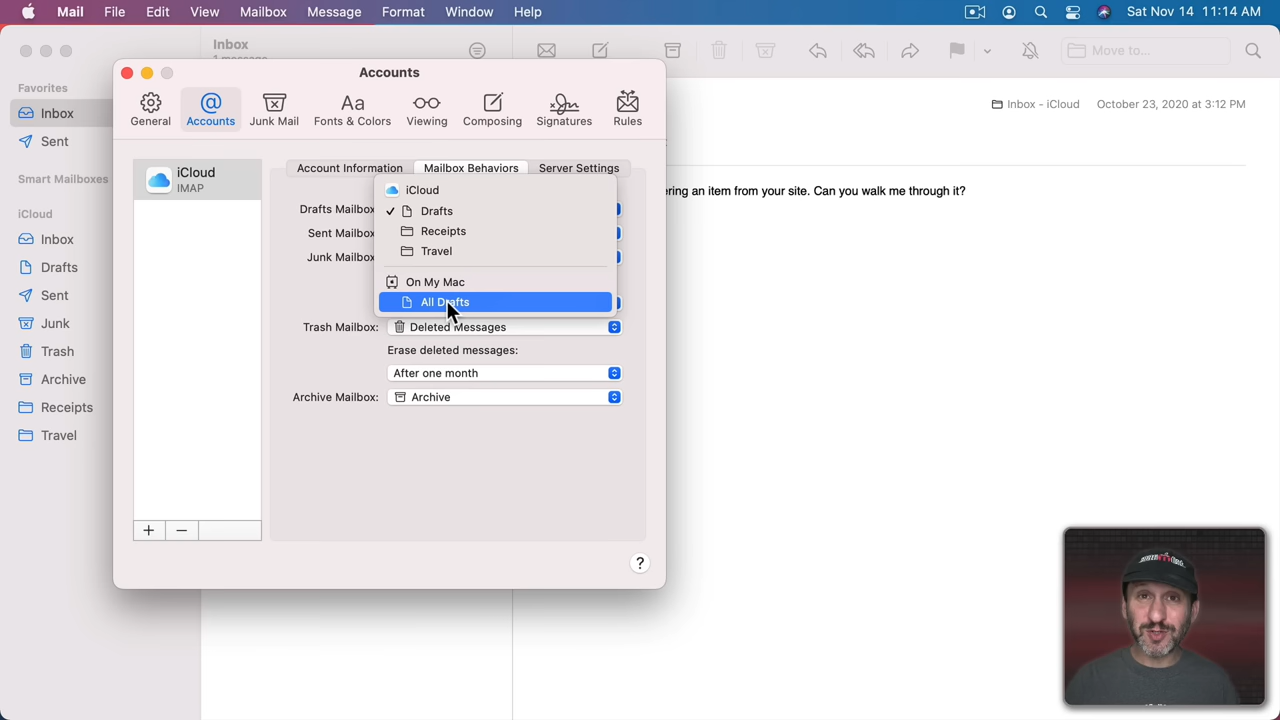 Mail File Edit View Mailbox Message Format Window Help Sat Nov 14 11:14 AM
Inbox
1 message
Move to...
Favorites
Inbox
Sent
Smart Mailboxes
iCloud
Inbox
Drafts
Sent
Junk
Trash
Archive
Receipts
Travel
Accounts
General Accounts Junk Mail Fonts & Colors Viewing Composing Signatures Rules
iCloud
IMAP
Account Information Mailbox Behaviors Server Settings
Drafts Mailbox
Sent Mailbox
Junk Mailbox
iCloud
Drafts
Receipts
Travel
On My Mac
All Drafts
Trash Mailbox: Deleted Messages
Erase deleted messages:
After one month
Archive Mailbox: Archive
+ −
?
Inbox - iCloud October 23, 2020 at 3:12 PM
ering an item from your site. Can you walk me through it?